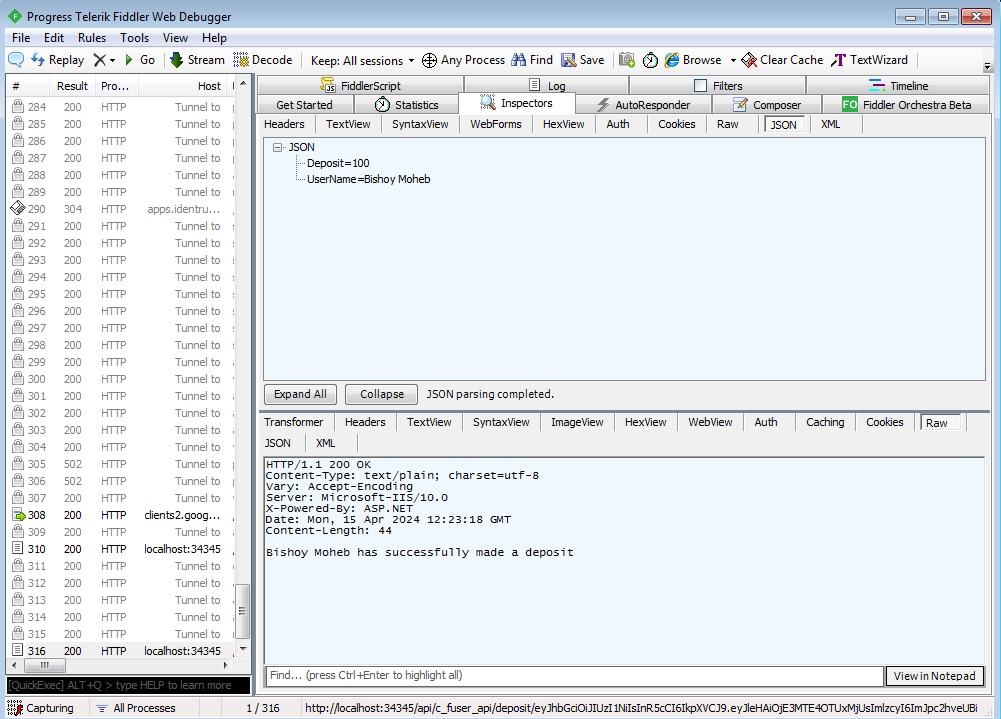 Progress Telerik Fiddler Web Debugger
File Edit Rules Tools View Help
Replay Go Stream Decode Keep: All sessions Any Process Find Save Browse Clear Cache TextWizard
# Result Pro... Host
284 200 HTTP Tunnel to
285 200 HTTP Tunnel to
286 200 HTTP Tunnel to
287 200 HTTP Tunnel to
288 200 HTTP Tunnel to
289 200 HTTP Tunnel to
290 304 HTTP apps.identru...
291 200 HTTP Tunnel to
292 200 HTTP Tunnel to
293 200 HTTP Tunnel to
294 200 HTTP Tunnel to
295 200 HTTP Tunnel to
296 200 HTTP Tunnel to
297 200 HTTP Tunnel to
298 200 HTTP Tunnel to
299 200 HTTP Tunnel to
300 200 HTTP Tunnel to
301 200 HTTP Tunnel to
302 200 HTTP Tunnel to
303 200 HTTP Tunnel to
304 200 HTTP Tunnel to
305 502 HTTP Tunnel to
306 502 HTTP Tunnel to
307 200 HTTP Tunnel to
308 200 HTTP clients2.goog...
309 200 HTTP Tunnel to
310 200 HTTP localhost:34345
311 200 HTTP Tunnel to
312 200 HTTP Tunnel to
313 200 HTTP Tunnel to
314 200 HTTP Tunnel to
315 200 HTTP Tunnel to
316 200 HTTP localhost:34345
[QuickExec] ALT+Q > type HELP to learn more
FiddlerScript Log Filters Timeline
Get Started Statistics Inspectors AutoResponder Composer FO Fiddler Orchestra Beta
Headers TextView SyntaxView WebForms HexView Auth Cookies Raw JSON XML
JSON
Deposit=100
UserName=Bishoy Moheb
Expand All Collapse JSON parsing completed.
Transformer Headers TextView SyntaxView ImageView HexView WebView Auth Caching Cookies Raw
JSON XML
HTTP/1.1 200 OK
Content-Type: text/plain; charset=utf-8
Vary: Accept-Encoding
Server: Microsoft-IIS/10.0
X-Powered-By: ASP.NET
Date: Mon, 15 Apr 2024 12:23:18 GMT
Content-Length: 44
Bishoy Moheb has successfully made a deposit
Find... (press Ctrl+Enter to highlight all) View in Notepad
Capturing All Processes 1 / 316 http://localhost:34345/api/c_fuser_api/deposit/eyJhbGciOiJIUzI1NiIsInR5cCI6IkpXVCJ9.eyJleHAiOjE3MTE4OTUxMjUsImlzcyI6ImJpc2hveUBi